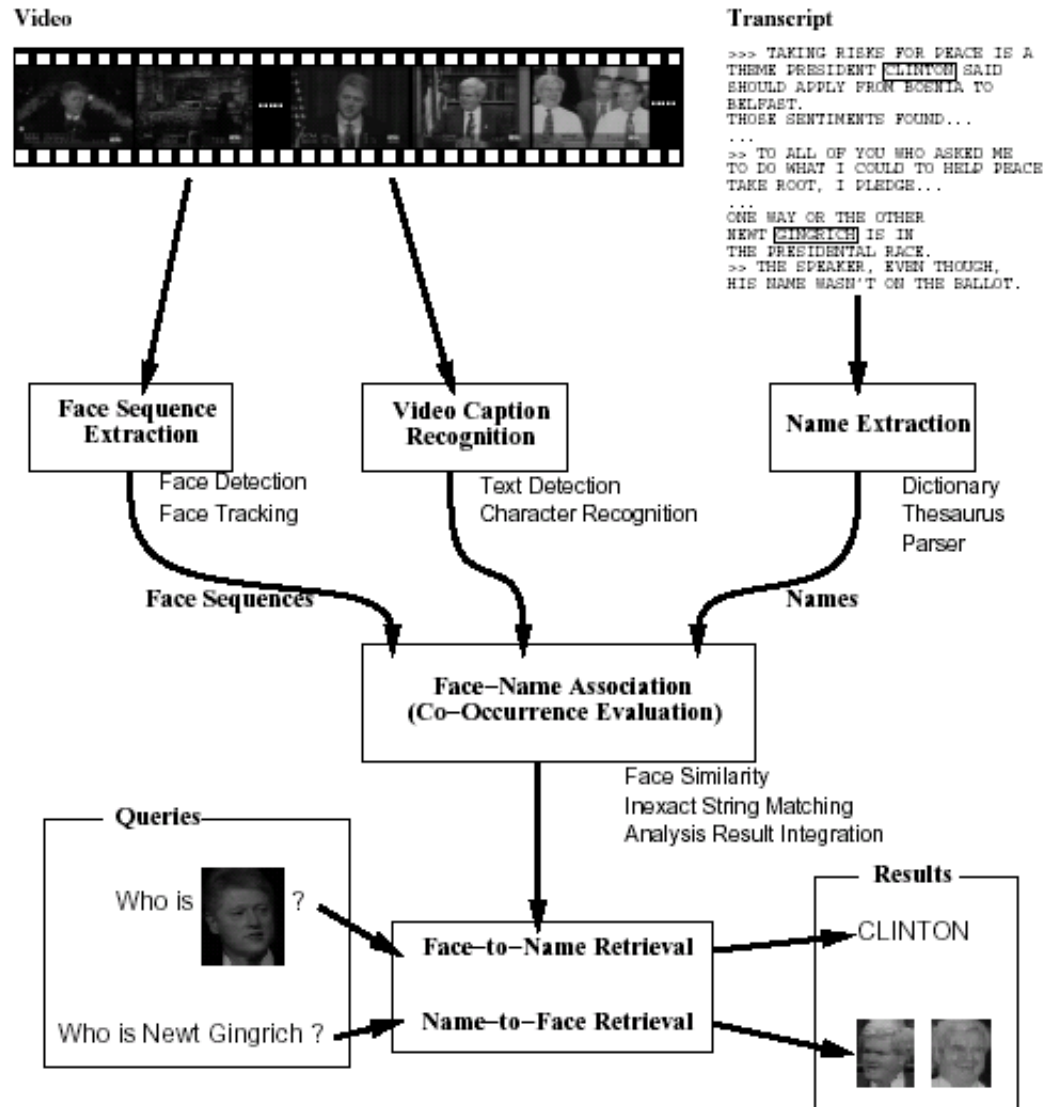 Video
Transcript
>>> TAKING RISKS FOR PEACE IS A
THEME PRESIDENT CLINTON SAID
SHOULD APPLY FROM BOSNIA TO
BELFAST.
THOSE SENTIMENTS FOUND...
...
>> TO ALL OF YOU WHO ASKED ME
TO DO WHAT I COULD TO HELP PEACE
TAKE ROOT, I PLEDGE...
...
ONE WAY OR THE OTHER
NEWT GINGRICH IS IN
THE PRESIDENTAL RACE.
>> THE SPEAKER, EVEN THOUGH,
HIS NAME WASN'T ON THE BALLOT.
Face Sequence
Extraction
Face Detection
Face Tracking
Video Caption
Recognition
Text Detection
Character Recognition
Name Extraction
Dictionary
Thesaurus
Parser
Face Sequences
Names
Face-Name Association
(Co-Occurrence Evaluation)
Face Similarity
Inexact String Matching
Analysis Result Integration
Queries
Who is ?
Who is Newt Gingrich ?
Face-to-Name Retrieval
Name-to-Face Retrieval
Results
CLINTON